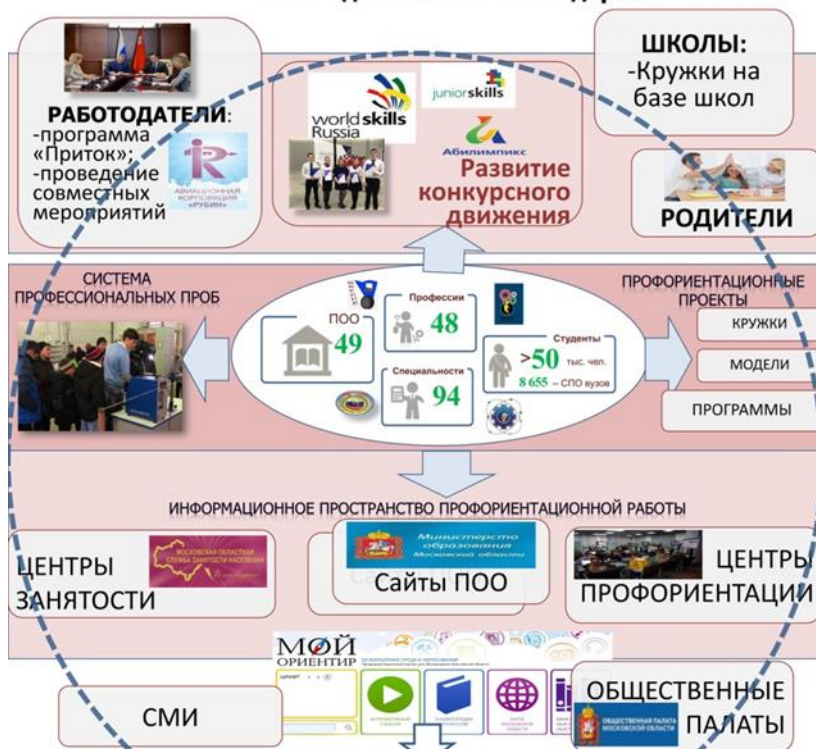 ШКОЛЫ:
-Кружки на
базе школ
РАБОТОДАТЕЛИ:
-программа
«Приток»;
-проведение
совместных
мероприятий
АВИАЦИОННАЯ
КОРПОРАЦИЯ
«РУБИН»
world skills
Russia
juniorskills
Абилимпикс
Развитие
конкурсного
движения
РОДИТЕЛИ
СИСТЕМА
ПРОФЕССИОНАЛЬНЫХ ПРОБ
ПОО
49
Профессии
48
Специальности
94
Студенты
>50 тыс. чел.
8 655 – СПО вузов
ПРОФОРИЕНТАЦИОННЫЕ
ПРОЕКТЫ
КРУЖКИ
МОДЕЛИ
ПРОГРАММЫ
ИНФОРМАЦИОННОЕ ПРОСТРАНСТВО ПРОФОРИЕНТАЦИОННОЙ РАБОТЫ
ЦЕНТРЫ
ЗАНЯТОСТИ
МОСКОВСКАЯ ОБЛАСТНАЯ
СЛУЖБА ЗАНЯТОСТИ НАСЕЛЕНИЯ
Министерство
образования
Московской области
Сайты ПОО
ЦЕНТРЫ
ПРОФОРИЕНТАЦИИ
МОЙ
ОРИЕНТИР
СМИ
ОБЩЕСТВЕННЫЕ
ПАЛАТЫ
ОБЩЕСТВЕННАЯ ПАЛАТА
МОСКОВСКОЙ ОБЛАСТИ